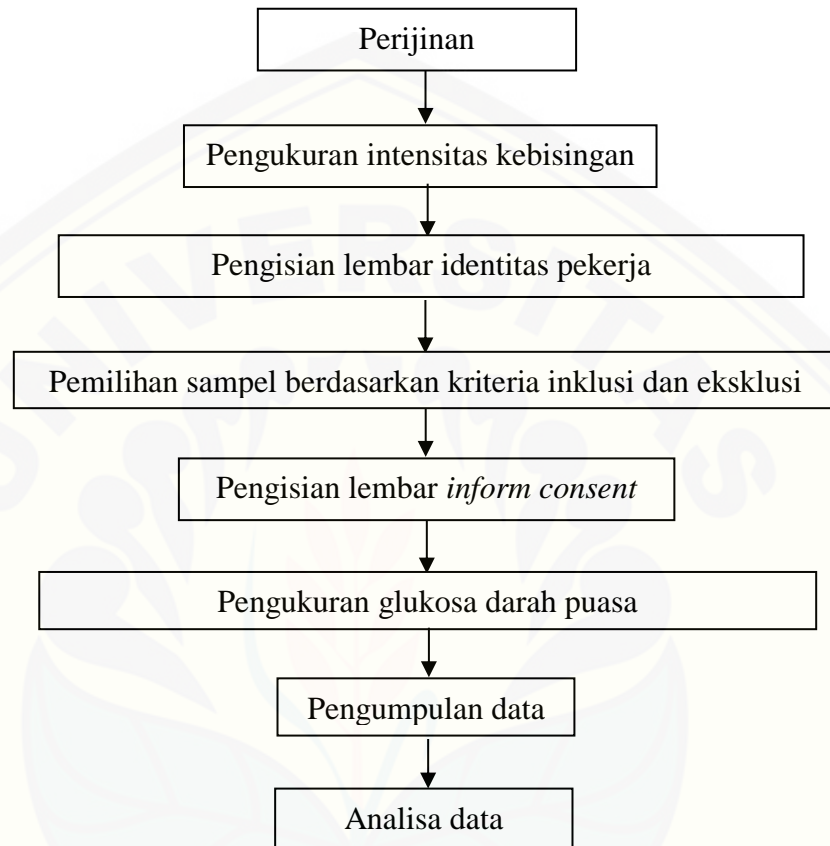 Perijinan
Pengukuran intensitas kebisingan
Pengisian lembar identitas pekerja
Pemilihan sampel berdasarkan kriteria inklusi dan eksklusi
Pengisian lembar inform consent
Pengukuran glukosa darah puasa
Pengumpulan data
Analisa data
UNIVERSITAS